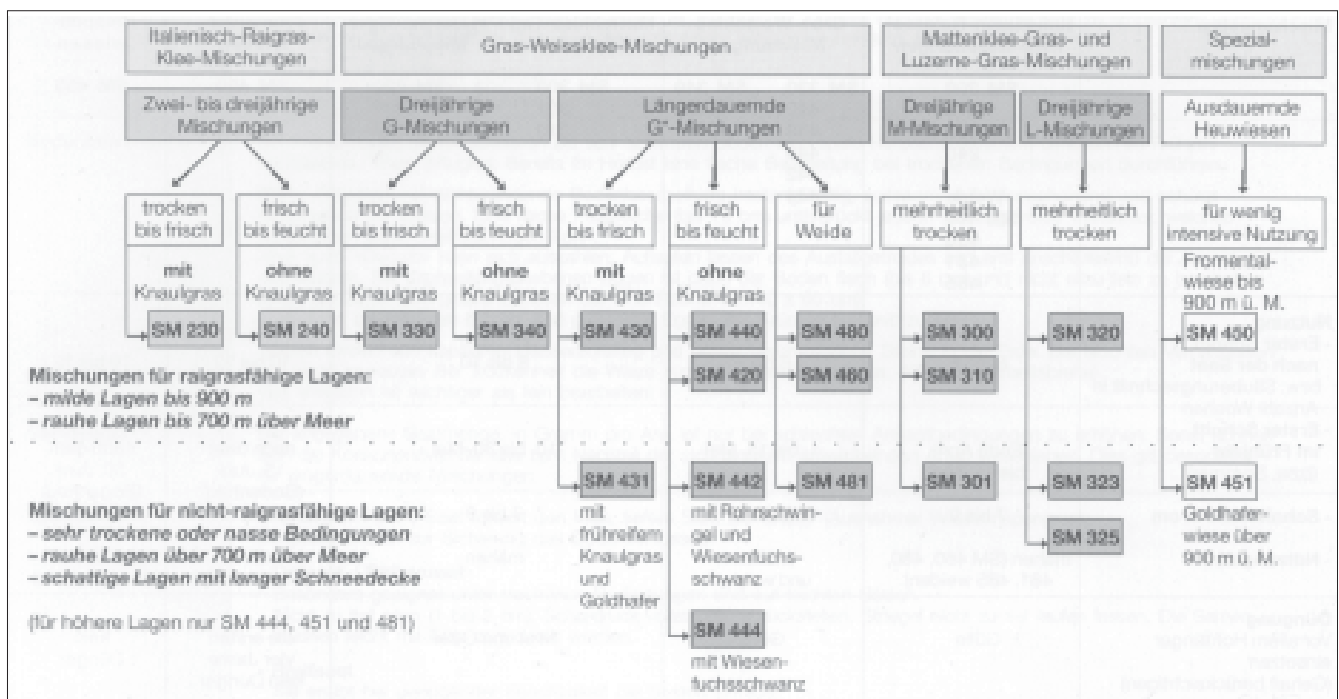 Italienisch-Raigras-
Klee-Mischungen
Gras-Weissklee-Mischungen
Mattenklee-Gras- und
Luzerne-Gras-Mischungen
Spezial-
mischungen
Zwei- bis dreijährige
Mischungen
Dreijährige
G-Mischungen
Längerdauernde
G*-Mischungen
Dreijährige
M-Mischungen
Dreijährige
L-Mischungen
Ausdauernde
Heuwiesen
trocken
bis frisch
frisch
bis feucht
trocken
bis frisch
frisch
bis feucht
trocken
bis frisch
frisch
bis feucht
für
Weide
mehrheitlich
trocken
mehrheitlich
trocken
für wenig
intensive Nutzung
mit
Knaulgras
ohne
Knaulgras
mit
Knaulgras
ohne
Knaulgras
mit
Knaulgras
ohne
Knaulgras
Fromental-
wiese bis
900 m ü. M.
SM 230
SM 240
SM 330
SM 340
SM 430
SM 440
SM 480
SM 300
SM 320
SM 450
SM 420
SM 460
SM 310
Mischungen für raigrasfähige Lagen:
– milde Lagen bis 900 m
– rauhe Lagen bis 700 m über Meer
SM 431
SM 442
SM 481
SM 301
SM 323
SM 451
mit
frühreifem
Knaulgras
und
Goldhafer
mit Rohrschwin-
gel und
Wiesenfuchs-
schwanz
SM 325
Goldhafer-
wiese über
900 m ü. M.
Mischungen für nicht-raigrasfähige Lagen:
– sehr trockene oder nasse Bedingungen
– rauhe Lagen über 700 m über Meer
– schattige Lagen mit langer Schneedecke
(für höhere Lagen nur SM 444, 451 und 481)
SM 444
mit Wiesen-
fuchsschwanz